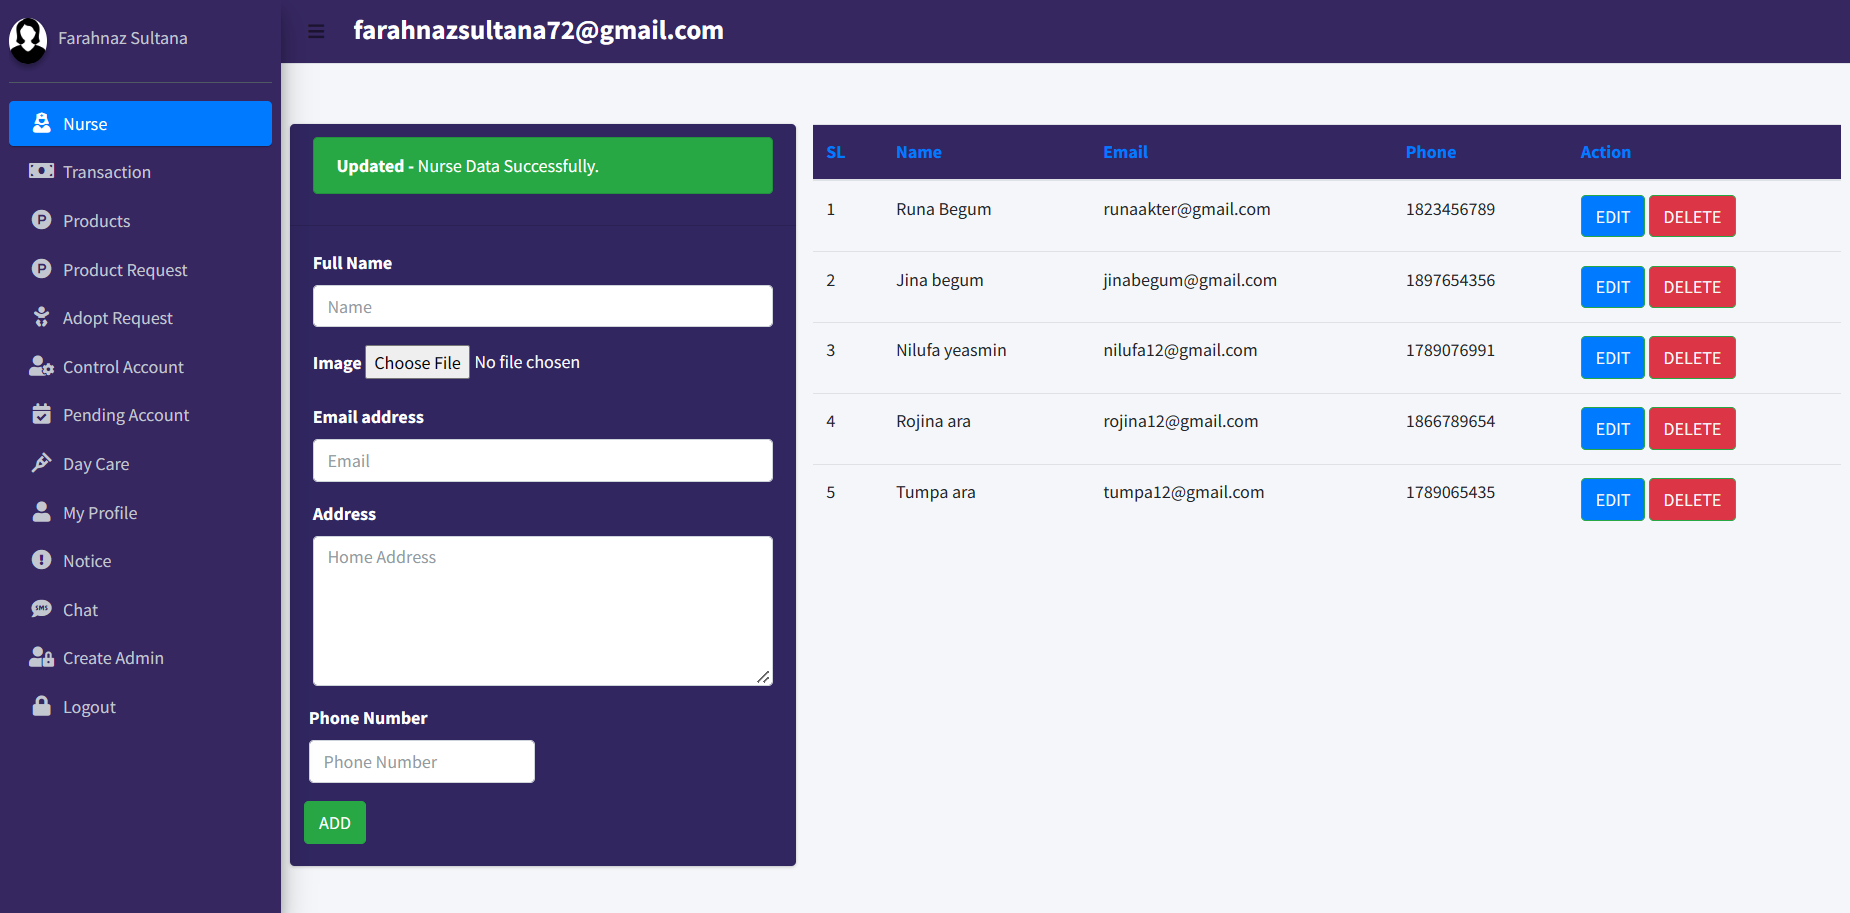 Farahnaz Sultana
Nurse
Transaction
Products
Product Request
Adopt Request
Control Account
Pending Account
Day Care
My Profile
Notice
Chat
Create Admin
Logout
farahnazsultana72@gmail.com
Updated - Nurse Data Successfully.
Full Name
Name
Image Choose File No file chosen
Email address
Email
Address
Home Address
Phone Number
Phone Number
ADD
SL Name Email Phone Action
1 Runa Begum runaakter@gmail.com 1823456789 EDIT DELETE
2 Jina begum jinabegum@gmail.com 1897654356 EDIT DELETE
3 Nilufa yeasmin nilufa12@gmail.com 1789076991 EDIT DELETE
4 Rojina ara rojina12@gmail.com 1866789654 EDIT DELETE
5 Tumpa ara tumpa12@gmail.com 1789065435 EDIT DELETE